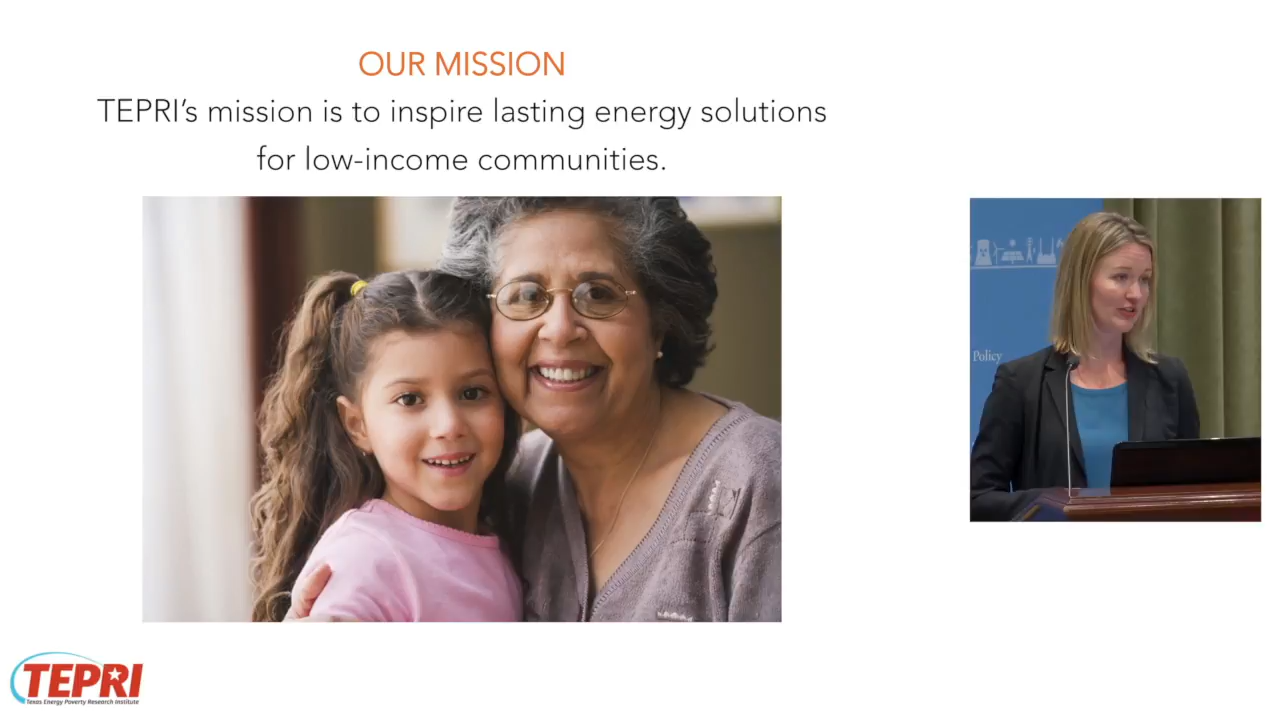 OUR MISSION
TEPRI’s mission is to inspire lasting energy solutions
for low-income communities.
Policy
TEPRI
Texas Energy Poverty Research Institute